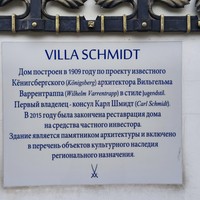 VILLA SCHMIDT
Дом построен в 1909 году по проекту известного
Кёнигсбергского (Königsberg) архитектора Вильгельма
Варрентраппа (Wilhelm Varrentrapp) в стиле jugendstil.
Первый владелец - консул Карл Шмидт (Carl Schmidt).
В 2015 году была закончена реставрация дома
на средства частного инвестора.
Здание является памятником архитектуры и включено
в перечень объектов культурного наследия
регионального назначения.